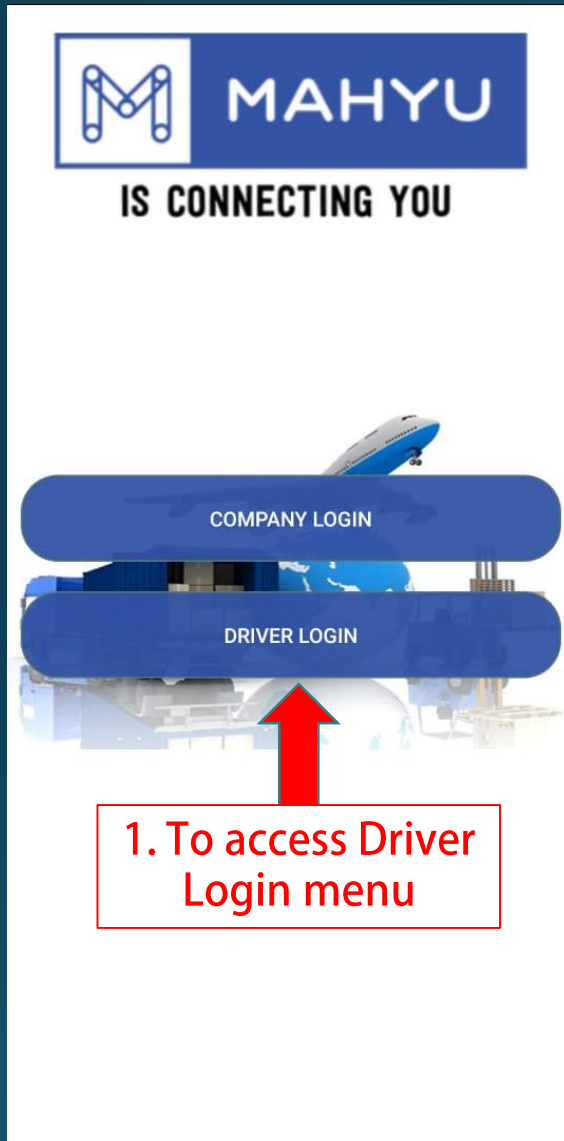 MAHYU
IS CONNECTING YOU
COMPANY LOGIN
DRIVER LOGIN
1. To access Driver
Login menu